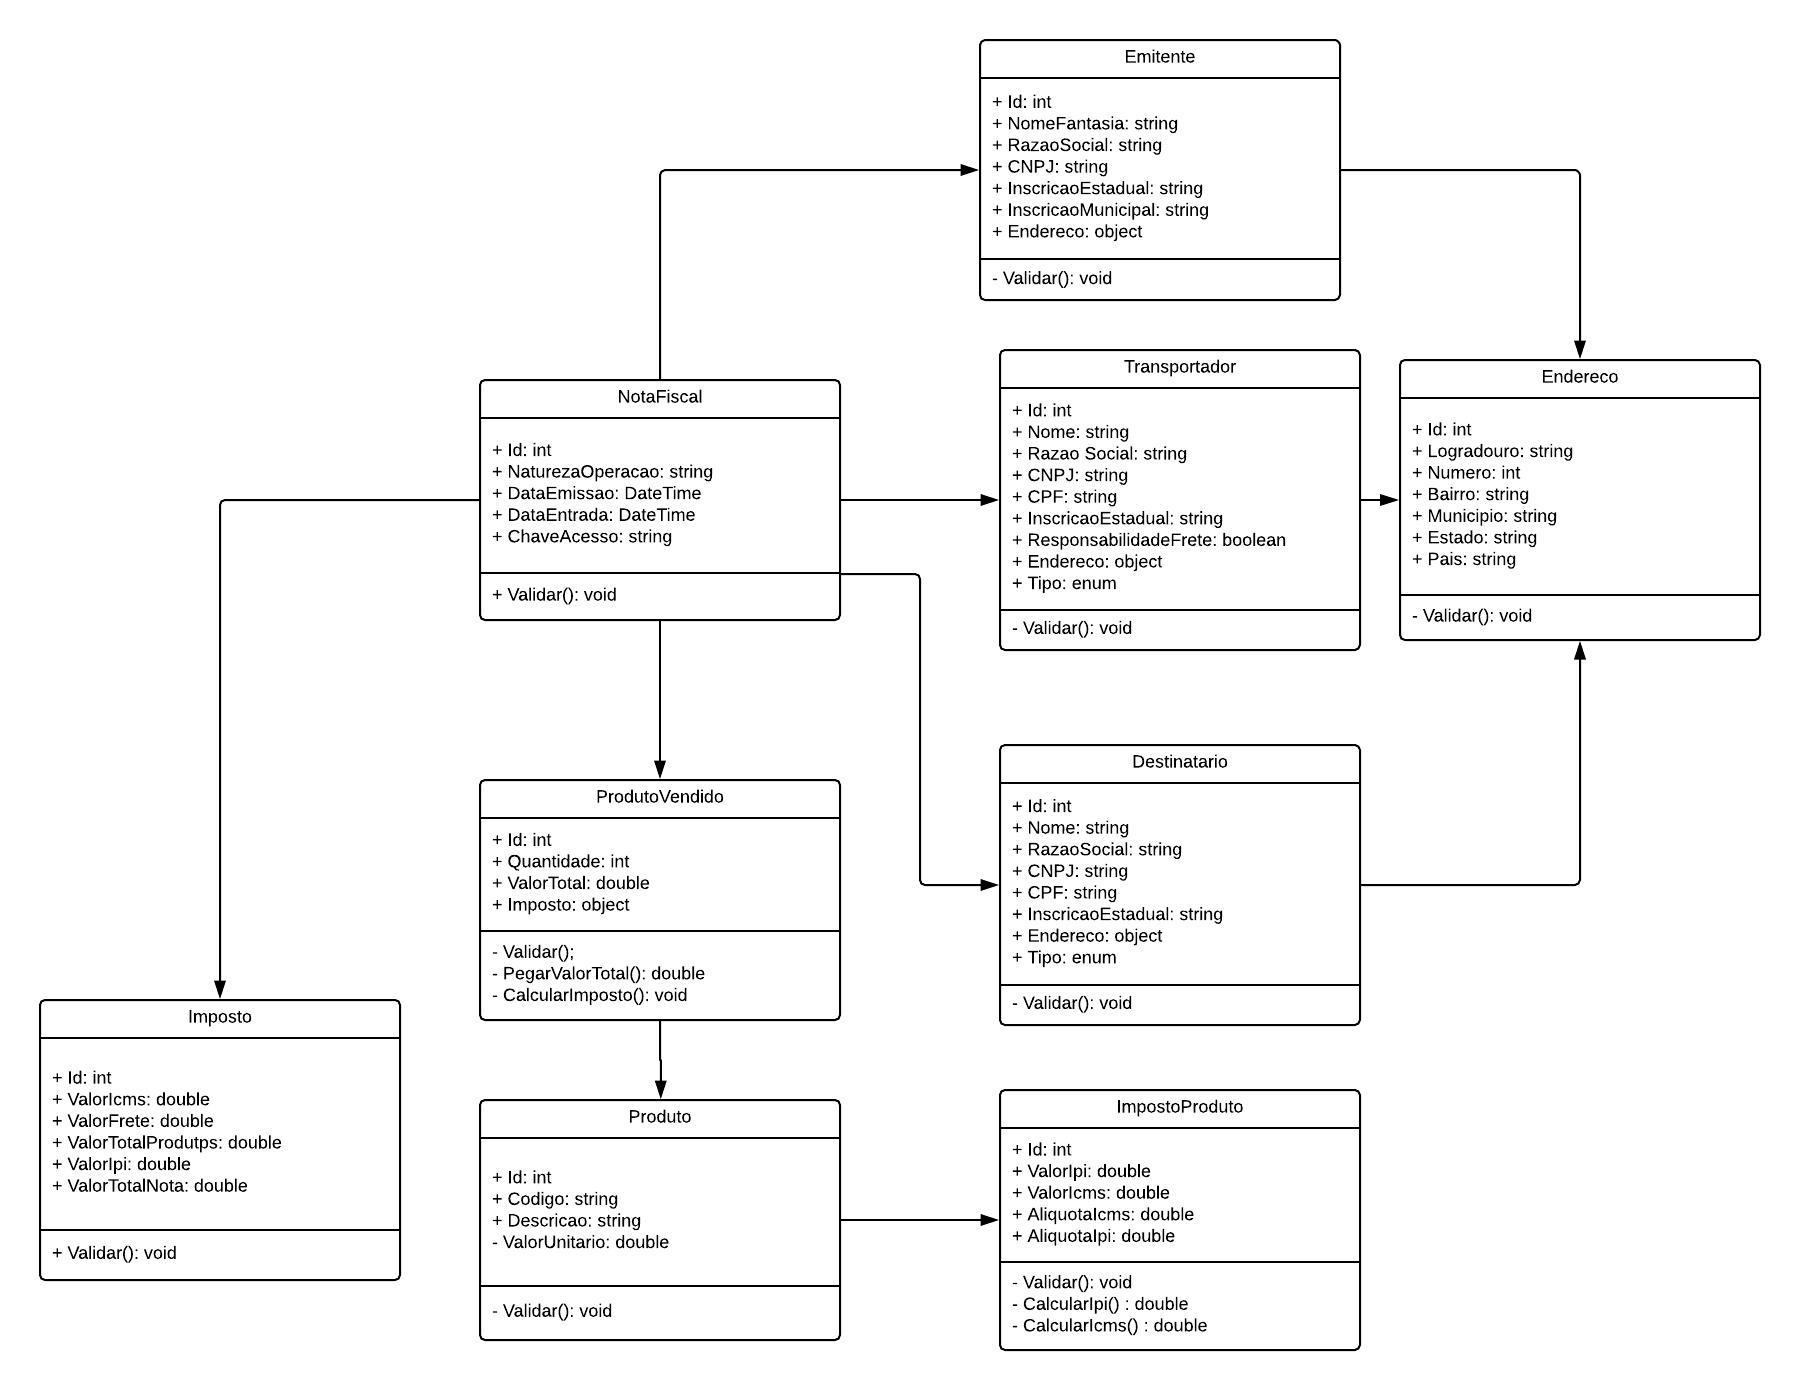 Emitente
+ Id: int
+ NomeFantasia: string
+ RazaoSocial: string
+ CNPJ: string
+ InscricaoEstadual: string
+ InscricaoMunicipal: string
+ Endereco: object
- Validar(): void
NotaFiscal
+ Id: int
+ NaturezaOperacao: string
+ DataEmissao: DateTime
+ DataEntrada: DateTime
+ ChaveAcesso: string
+ Validar(): void
Transportador
+ Id: int
+ Nome: string
+ Razao Social: string
+ CNPJ: string
+ CPF: string
+ InscricaoEstadual: string
+ ResponsabilidadeFrete: boolean
+ Endereco: object
+ Tipo: enum
- Validar(): void
Endereco
+ Id: int
+ Logradouro: string
+ Numero: int
+ Bairro: string
+ Municipio: string
+ Estado: string
+ Pais: string
- Validar(): void
ProdutoVendido
+ Id: int
+ Quantidade: int
+ ValorTotal: double
+ Imposto: object
- Validar();
- PegarValorTotal(): double
- CalcularImposto(): void
Destinatario
+ Id: int
+ Nome: string
+ RazaoSocial: string
+ CNPJ: string
+ CPF: string
+ InscricaoEstadual: string
+ Endereco: object
+ Tipo: enum
- Validar(): void
Imposto
+ Id: int
+ ValorIcms: double
+ ValorFrete: double
+ ValorTotalProdutps: double
+ ValorIpi: double
+ ValorTotalNota: double
+ Validar(): void
Produto
+ Id: int
+ Codigo: string
+ Descricao: string
- ValorUnitario: double
- Validar(): void
ImpostoProduto
+ Id: int
+ ValorIpi: double
+ ValorIcms: double
+ AliquotaIcms: double
+ AliquotaIpi: double
- Validar(): void
- CalcularIpi() : double
- CalcularIcms() : double